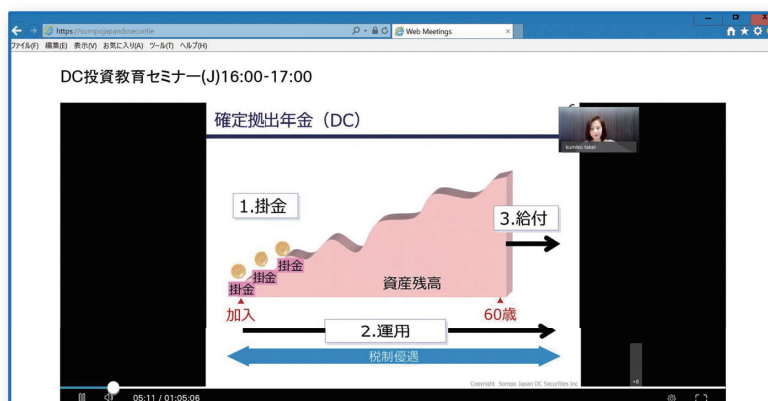 https://sompojapandcsecuritie
Web Meetings
ファイル(F) 編集(E) 表示(V) お気に入り(A) ツール(T) ヘルプ(H)
DC投資教育セミナー(J)16:00-17:00
確定拠出年金（DC）
kumiko takei
1.掛金
3.給付
掛金
掛金
掛金
資産残高
加入
60歳
2.運用
税制優遇
Copyright Sompo Japan DC Securities Inc
+8
05:11 / 01:05:06